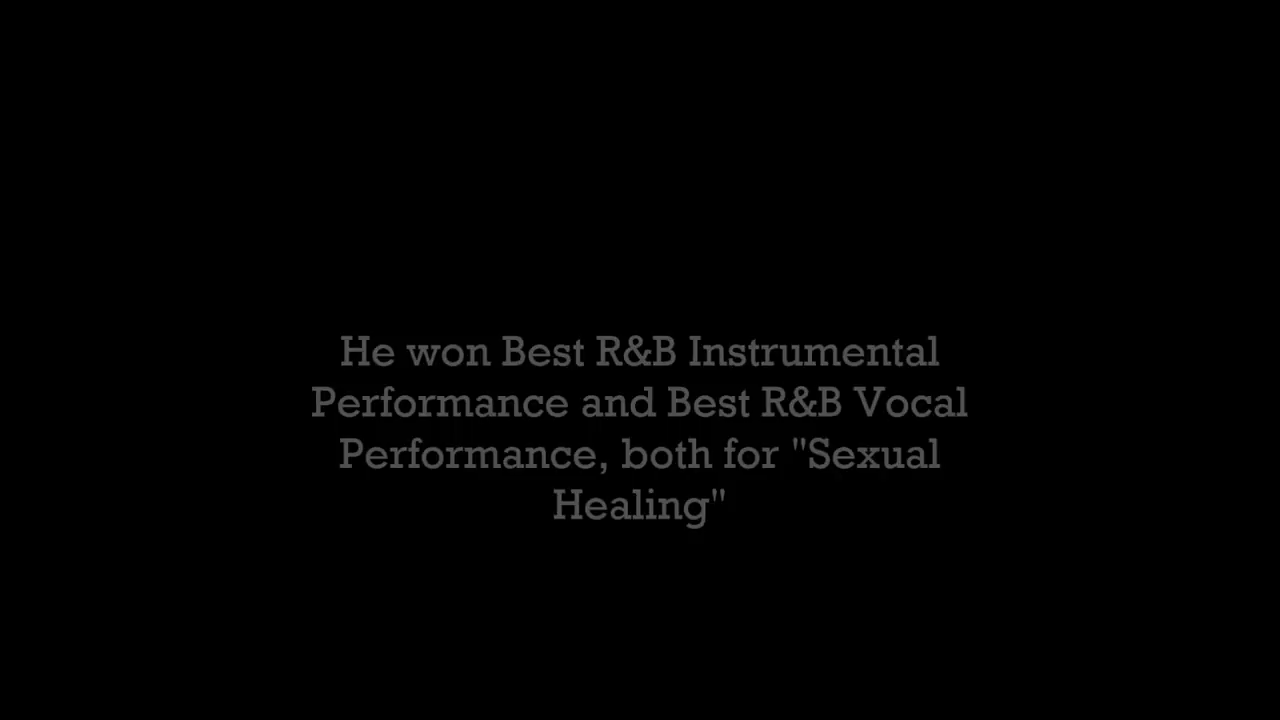 He won Best R&B Instrumental
Performance and Best R&B Vocal
Performance, both for "Sexual
Healing"